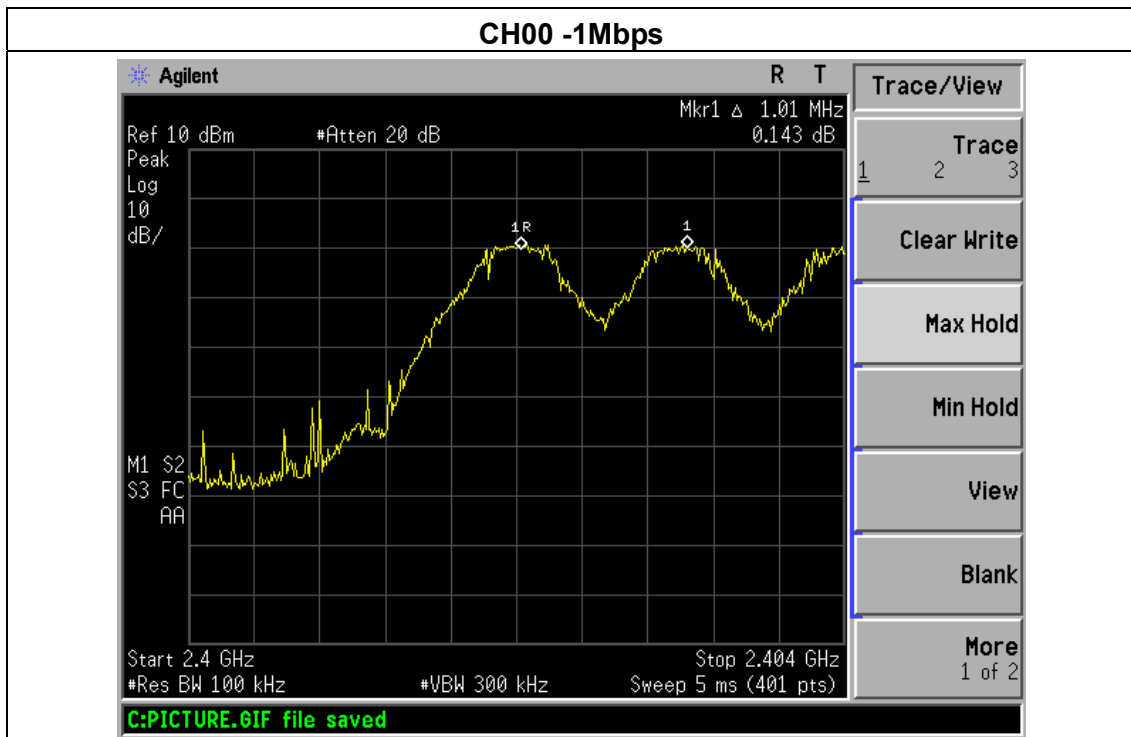 CH00 -1Mbps
Agilent R T
Mkr1 Δ 1.01 MHz
Ref 10 dBm #Atten 20 dB 0.143 dB
Peak
Log
10
dB/
1R
1
M1 S2
S3 FC
AA
Start 2.4 GHz Stop 2.404 GHz
#Res BW 100 kHz #VBW 300 kHz Sweep 5 ms (401 pts)
C:PICTURE.GIF file saved
Trace/View
Trace
1 2 3
Clear Write
Max Hold
Min Hold
View
Blank
More
1 of 2